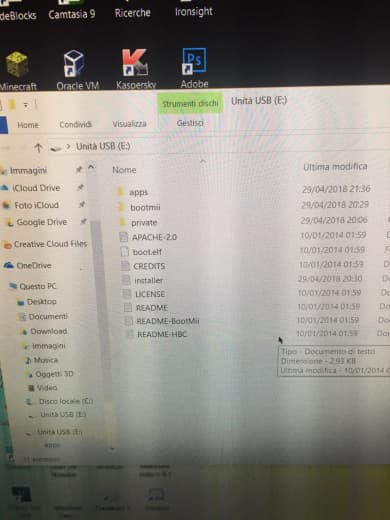 deBlocks Camtasia 9 Ricerche Ironsight
Minecraft Oracle VM Kaspersky Adobe
Strumenti dischi Unità USB (E:)
Home Condividi Visualizza Gestisci
Unità USB (E:)
Nome Ultima modifica
Immagini
iCloud Drive
Foto iCloud
Google Drive
Creative Cloud Files
OneDrive
Questo PC
Desktop
Documenti
Download
Immagini
Musica
Oggetti 3D
Video
Disco locale (C:)
Unità USB (E:)
Unità USB (E:)
apps
11 elementi
apps 29/04/2018 21:36
bootmii 29/04/2018 20:29
private 29/04/2018 20:06
APACHE-2.0 10/01/2014 01:59
boot.elf 10/01/2014 01:59
CREDITS 10/01/2014 01:59
installer 29/04/2018 20:30
LICENSE 10/01/2014 01:59
README 10/01/2014 01:59
README-BootMii 10/01/2014 01:59
README-HBC 10/01/2014 01:59
Tipo - Documento di testo
Dimensione - 2,93 KB
Ultima modifica - 10/01/2014 0